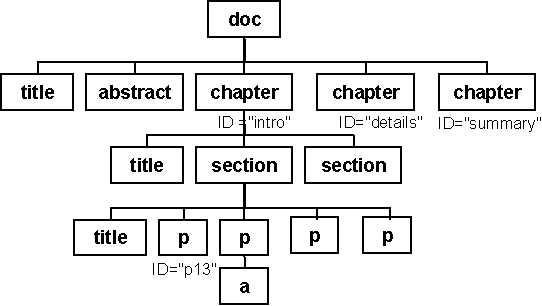 doc
title abstract chapter chapter chapter
ID ="intro" ID="details" ID="summary"
title section section
title p p p p
ID="p13"
a